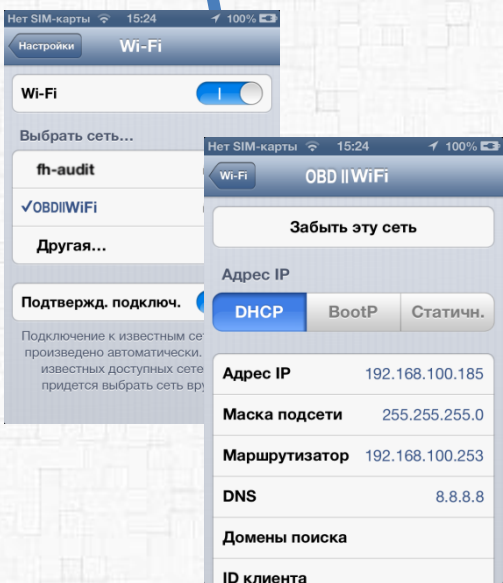 Нет SIM-карты 15:24 100%
Настройки Wi-Fi
Wi-Fi
Выбрать сеть...
fh-audit
✓OBDIIWiFi
Другая...
Подтвержд. подключ.
Подключение к известным
произведено автоматически.
известных доступных
придется выбрать сеть
Нет SIM-карты 15:24 100%
Wi-Fi OBD II WiFi
Забыть эту сеть
Адрес IP
DHCP BootP Статичн.
Адрес IP 192.168.100.185
Маска подсети 255.255.255.0
Маршрутизатор 192.168.100.253
DNS 8.8.8.8
Домены поиска
ID клиента